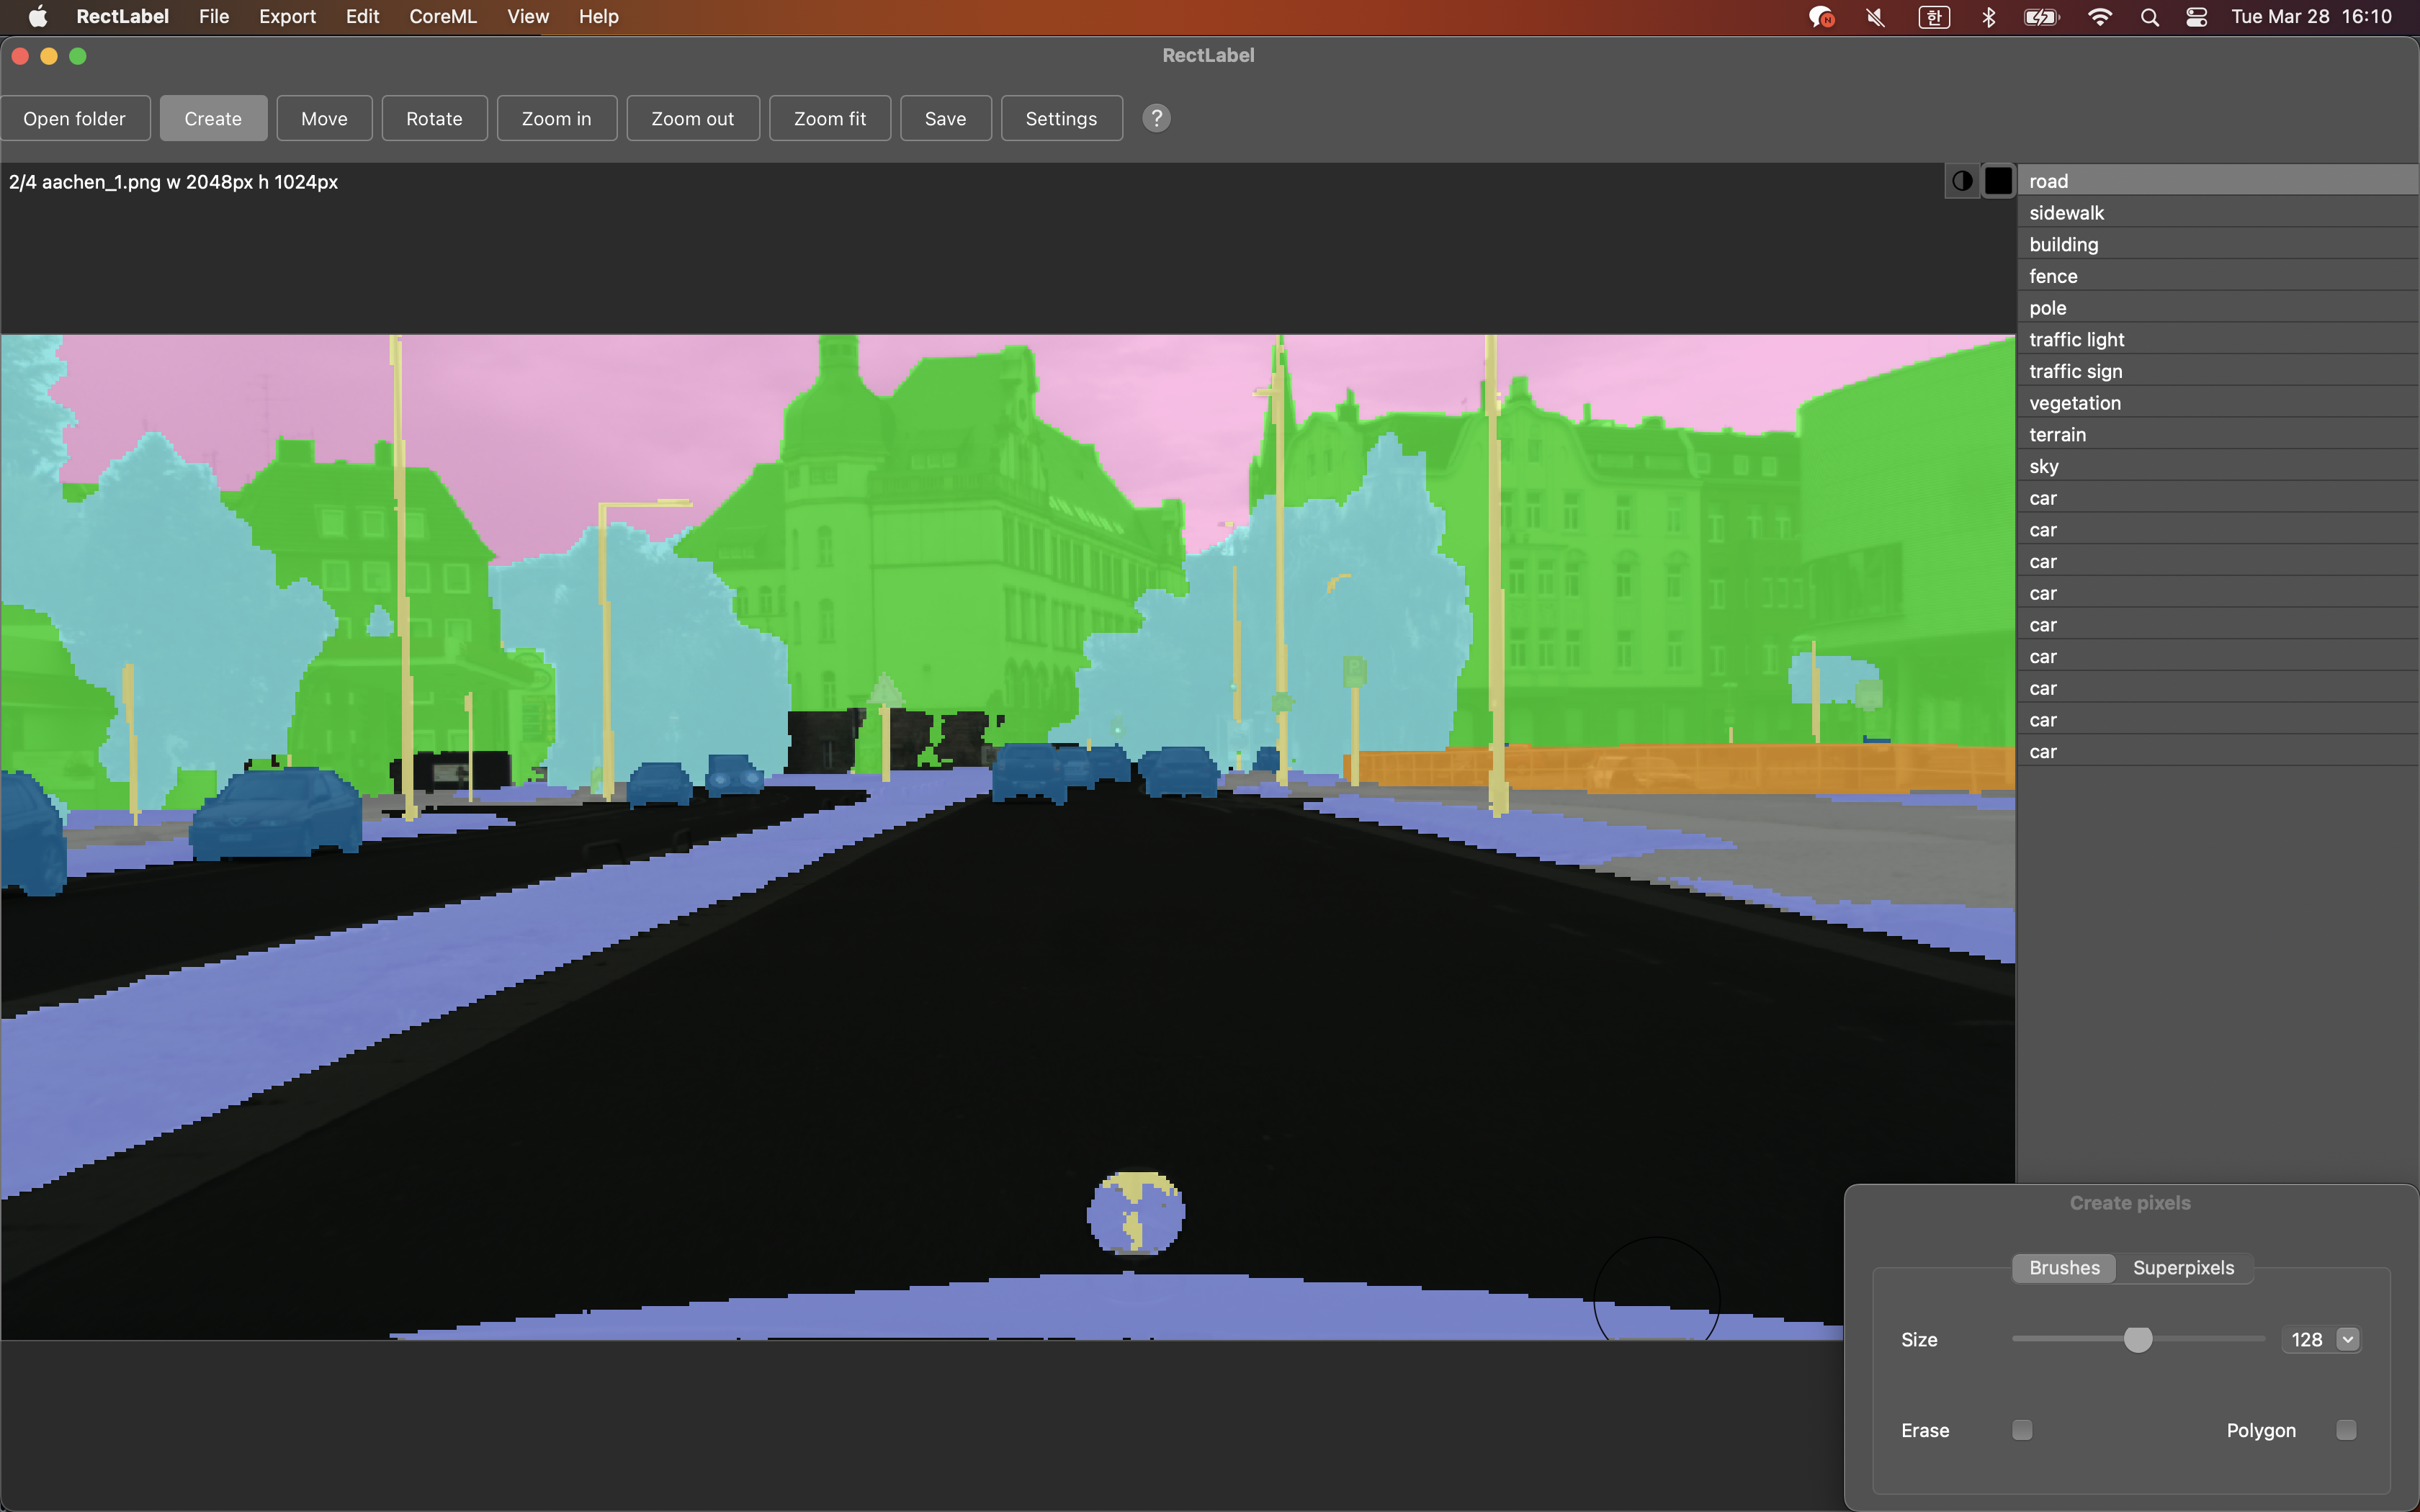 RectLabel File Export Edit CoreML View Help 한 Tue Mar 28 16:10
RectLabel
Open folder Create Move Rotate Zoom in Zoom out Zoom fit Save Settings ?
2/4 aachen_1.png w 2048px h 1024px
road
sidewalk
building
fence
pole
traffic light
traffic sign
vegetation
terrain
sky
car
car
car
car
car
car
car
car
car
P
Create pixels
Brushes Superpixels
Size 128
Erase Polygon